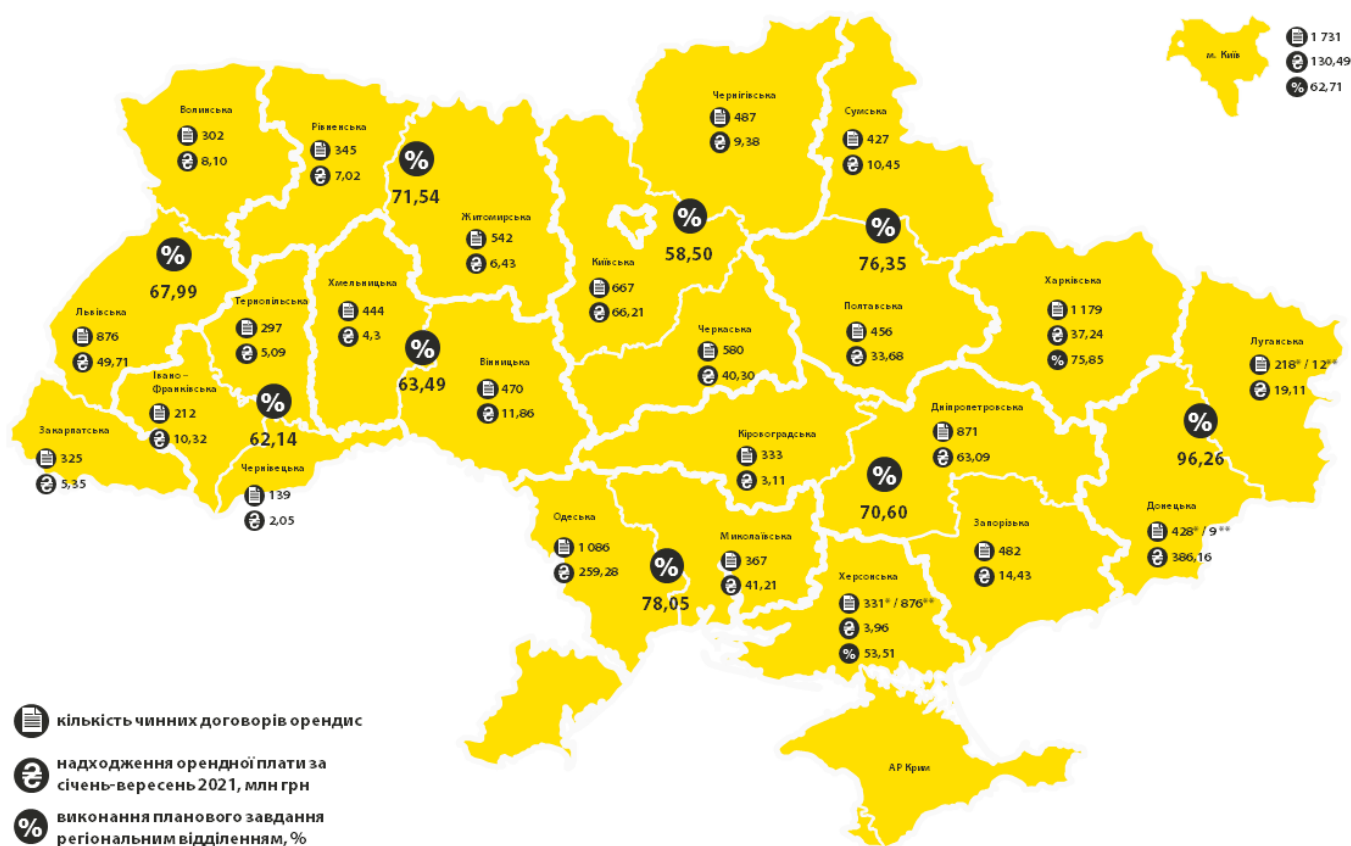 м. Київ
1 731
130,49
% 62,71
Волинська
302
8,10
Рівненська
345
7,02
%
71,54
Житомирська
542
6,43
Чернігівська
487
9,38
Сумська
427
10,45
Київська
667
66,21
%
58,50
%
76,35
%
67,99
Львівська
876
49,71
Тернопільська
297
5,09
Хмельницька
444
4,3
%
63,49
Вінницька
470
11,86
Черкаська
580
40,30
Полтавська
456
33,68
Харківська
1 179
37,24
% 75,85
Луганська
218* / 12**
19,11
Івано –
Франківська
212
10,32
%
62,14
Закарпатська
325
5,35
Чернівецька
139
2,05
Кіровоградська
333
3,11
Дніпропетровська
871
63,09
%
70,60
%
96,26
Донецька
428* / 9**
386,16
Одеська
1 086
259,28
%
78,05
Миколаївська
367
41,21
Запорізька
482
14,43
Херсонська
331* / 876**
3,96
% 53,51
АР Крим
кількість чинних договорів орендис
₴ надходження орендної плати за
січень-вересень 2021, млн грн
% виконання планового завдання
регіональним відділенням, %